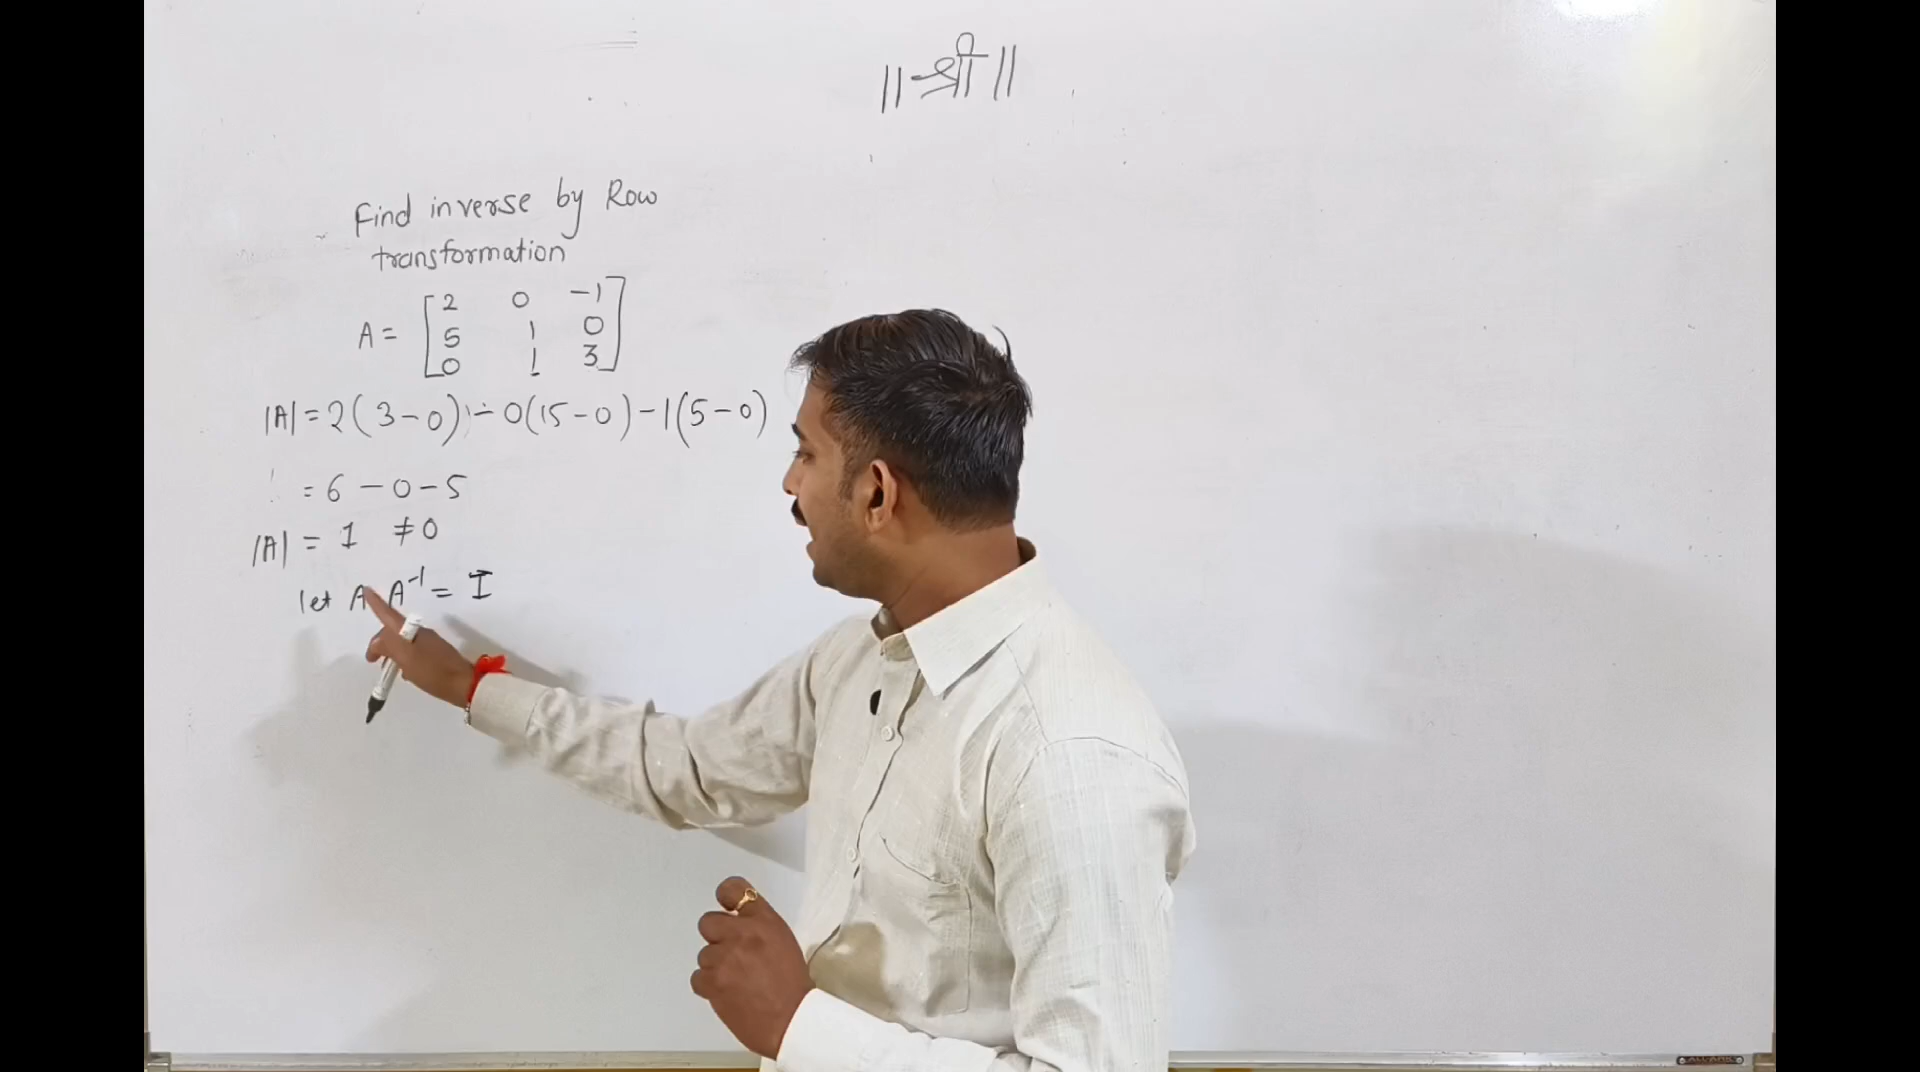 ॥ श्री ॥
Find inverse by Row
transformation
A = [2 0 -1
5 1 0
0 1 3]
|A| = 2(3-0) - 0(15-0) - 1(5-0)
= 6 - 0 - 5
|A| = 1 ≠ 0
let A A⁻¹ = I